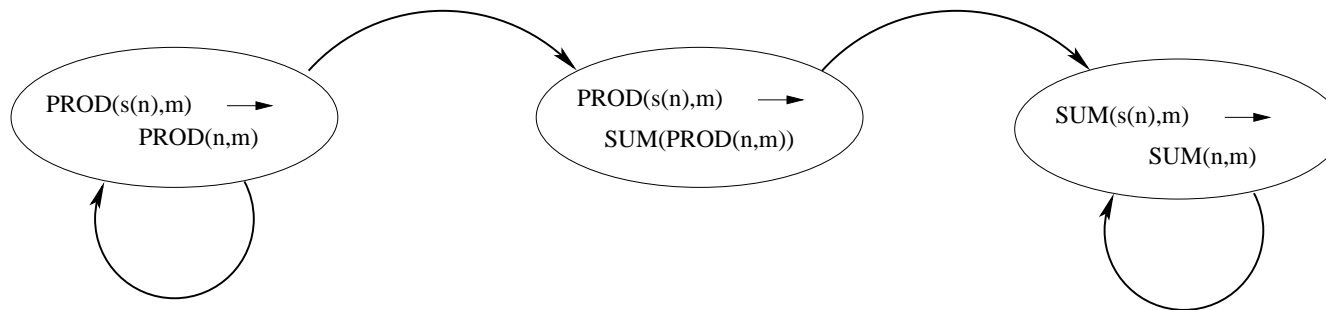 PROD(s(n),m) →
PROD(n,m)
PROD(s(n),m) →
SUM(PROD(n,m))
SUM(s(n),m) →
SUM(n,m)